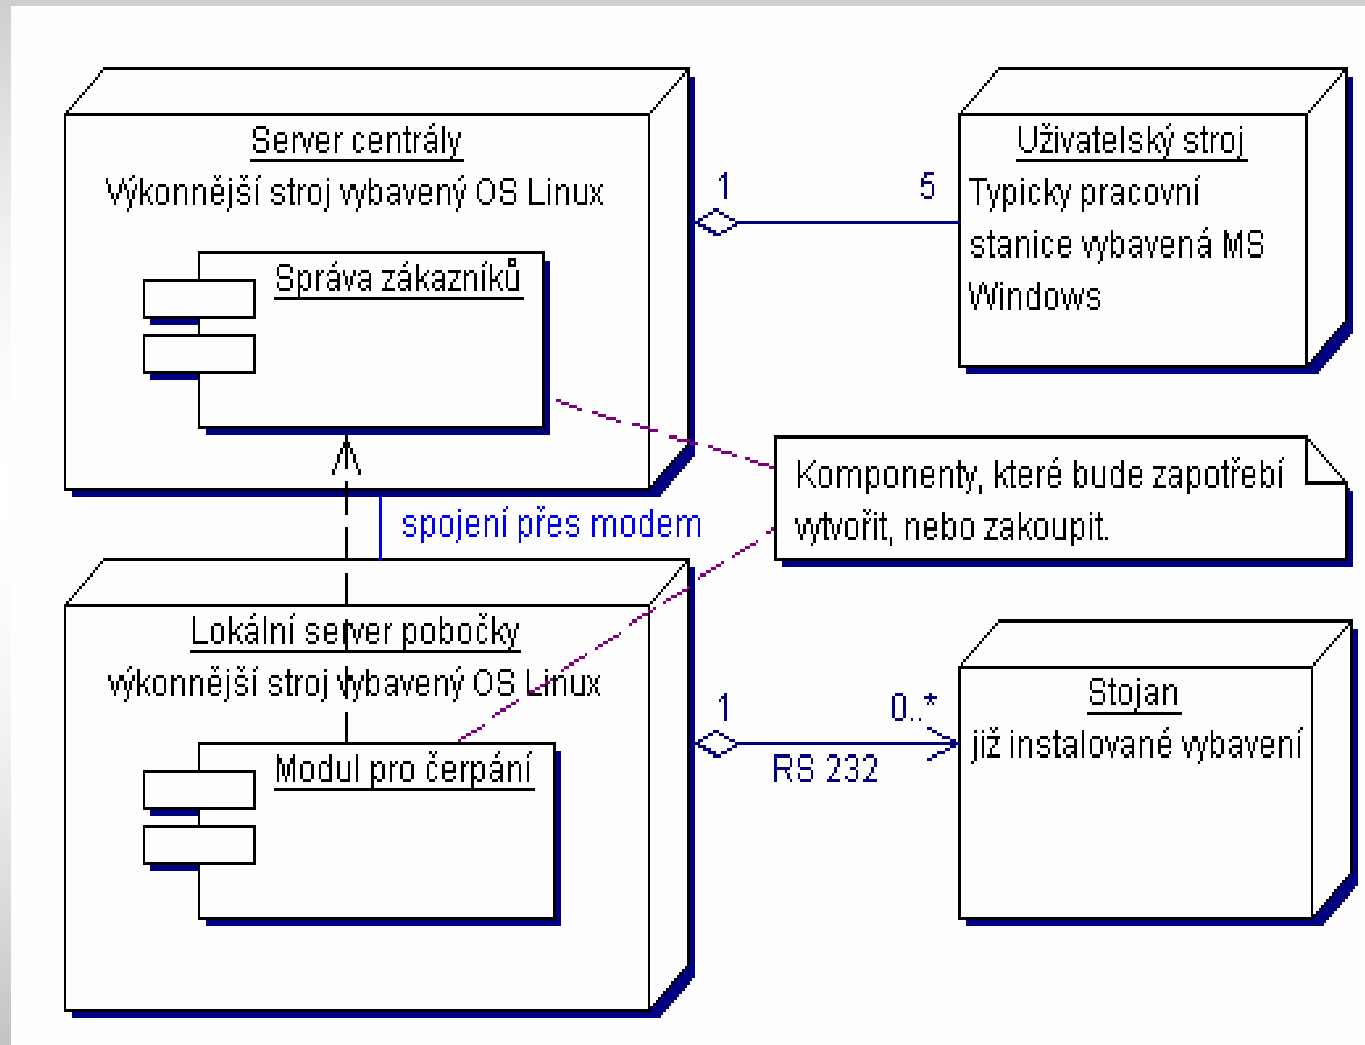 Server centrály
Výkonnější stroj vybavený OS Linux
Správa zákazníků
1
5
Uživatelský stroj
Typicky pracovní
stanice vybavená MS
Windows
Komponenty, které bude zapotřebí
vytvořit, nebo zakoupit.
spojení přes modem
Lokální server pobočky
výkonnější stroj vybavený OS Linux
Modul pro čerpání
1
0..*
RS 232
Stojan
již instalované vybavení